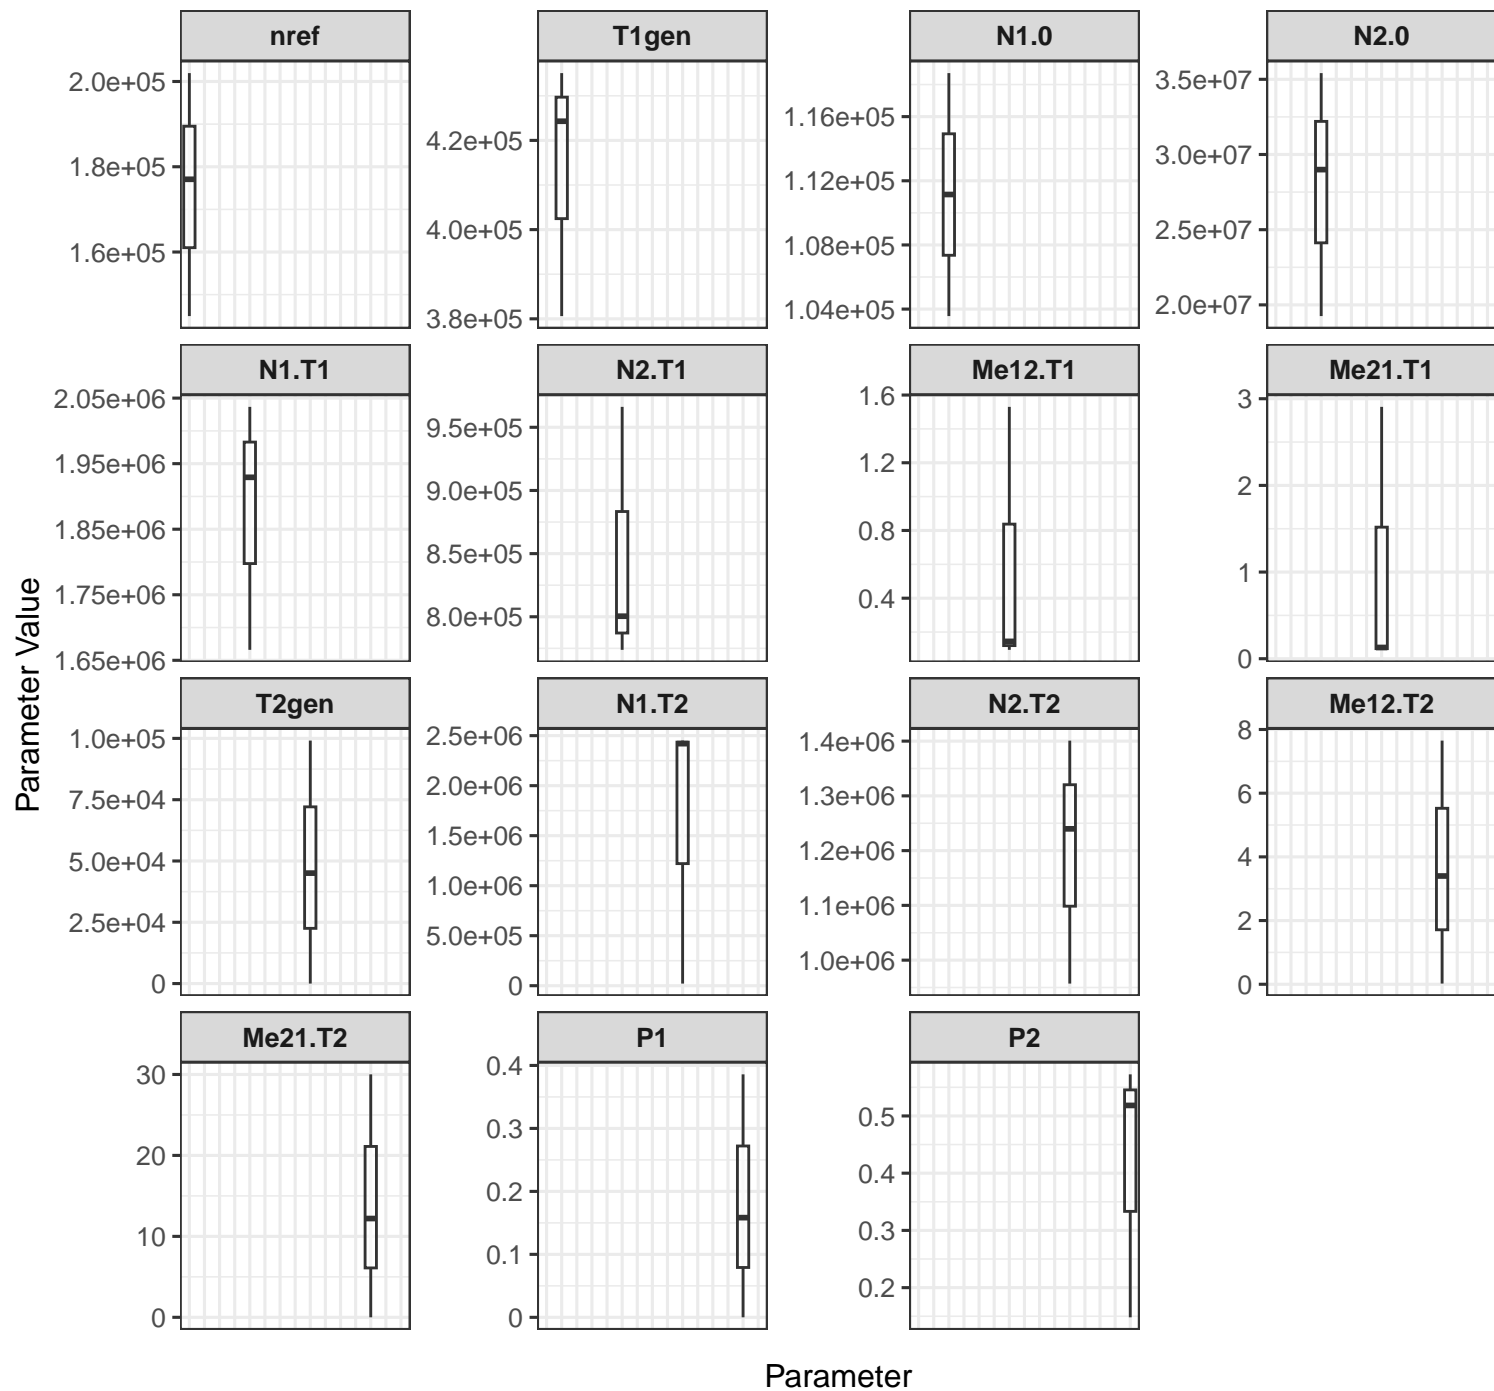 nref
T1gen
N1.0
N2.0
2.0e+05
1.8e+05
1.6e+05
4.2e+05
4.0e+05
3.8e+05
1.16e+05
1.12e+05
1.08e+05
1.04e+05
3.5e+07
3.0e+07
2.5e+07
2.0e+07
N1.T1
N2.T1
Me12.T1
Me21.T1
2.05e+06
1.95e+06
1.85e+06
1.75e+06
1.65e+06
9.5e+05
9.0e+05
8.5e+05
8.0e+05
1.6
1.2
0.8
0.4
3
2
1
0
Parameter Value
T2gen
N1.T2
N2.T2
Me12.T2
1.0e+05
7.5e+04
5.0e+04
2.5e+04
0
2.5e+06
2.0e+06
1.5e+06
1.0e+06
5.0e+05
0
1.4e+06
1.3e+06
1.2e+06
1.1e+06
1.0e+06
8
6
4
2
0
Me21.T2
P1
P2
30
20
10
0
0.4
0.3
0.2
0.1
0
0.5
0.4
0.3
0.2
Parameter